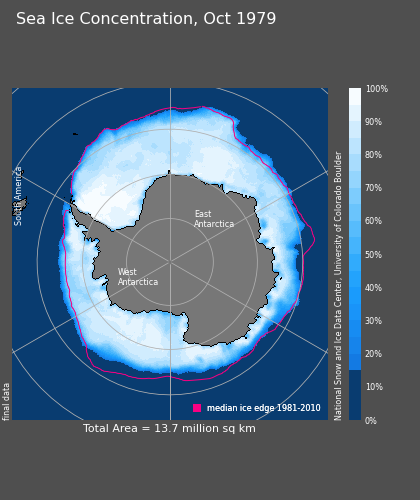 Sea Ice Concentration, Oct 1979
South America
East
Antarctica
West
Antarctica
final data
median ice edge 1981-2010
Total Area = 13.7 million sq km
National Snow and Ice Data Center, University of Colorado Boulder
100%
90%
80%
70%
60%
50%
40%
30%
20%
10%
0%